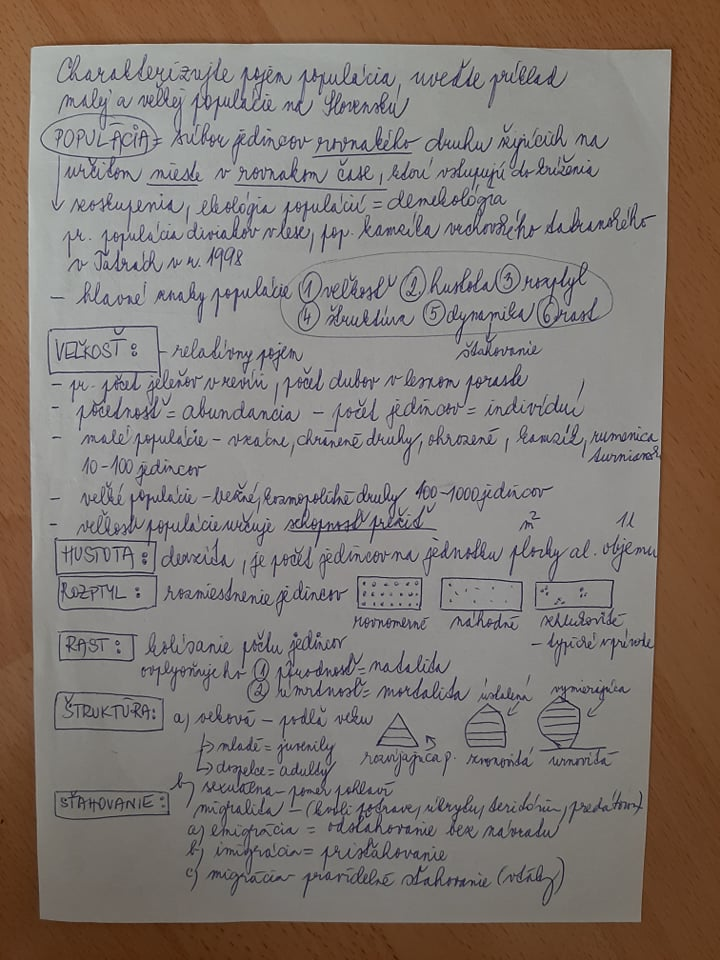 Charakterizujte pojem populácia, uveďte príklad
malej a veľkej populácie na Slovensku
POPULÁCIA = súbor jedincov rovnakého druhu žijúcich na
určitom mieste v rovnakom čase, ktorí vstupujú do kríženia
↓ zoskupenia, ekológia populácií = demekológia
pr. populácia diviakov v lese, pop. kamzíka vrchovského tatranského
v Tatrách v r. 1998
- hlavné znaky populácie ① veľkosť ② hustota ③ rozptyl
④ štruktúra ⑤ dynamika ⑥ rast
sťahovanie
VEĽKOSŤ: - relatívny pojem
- pr. počet jeleňov v revíri, počet dubov v lesnom poraste
- početnosť = abundancia - počet jedincov = individuí
- malé populácie - vzácne, chránené druhy, ohrozené, kamzík, rumenica turnianska
10-100 jedincov
- veľké populácie - bežné, kozmopolitné druhy 100-1000 jedincov
- veľkosť populácie určuje schopnosť prežiť
m² 1l
HUSTOTA: denzita, je počet jedincov na jednotku plochy al. objemu
ROZPTYL: rozmiestnenie jedincov
rovnomerné náhodné zhlukovité
- typické v prírode
RAST: kolísanie počtu jedincov
ovplyvňuje ho ① pôrodnosť = natalita
② úmrtnosť = mortalita
ŠTRUKTÚRA: a) veková - podľa veku
ustálená vymierajúca
↳ mladé = juvenily
↳ dospelce = adulty
rozvíjajúca p. zvonovitá urnovitá
b) sexuálna - pomer pohlaví
SŤAHOVANIE: migralita - (kvôli potrave, úkrytu, teritóriu, predátorom)
a) emigrácia = odsťahovanie bez návratu
b) imigrácia = prisťahovanie
c) migrácia - pravidelné sťahovanie (vtáky)